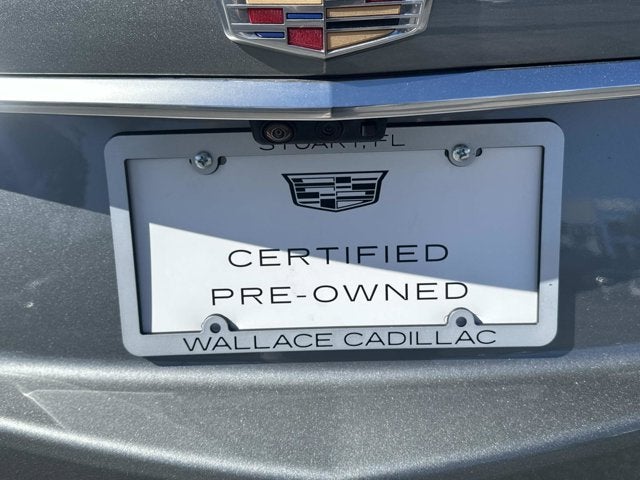 STUART, FL
CERTIFIED
PRE-OWNED
WALLACE CADILLAC